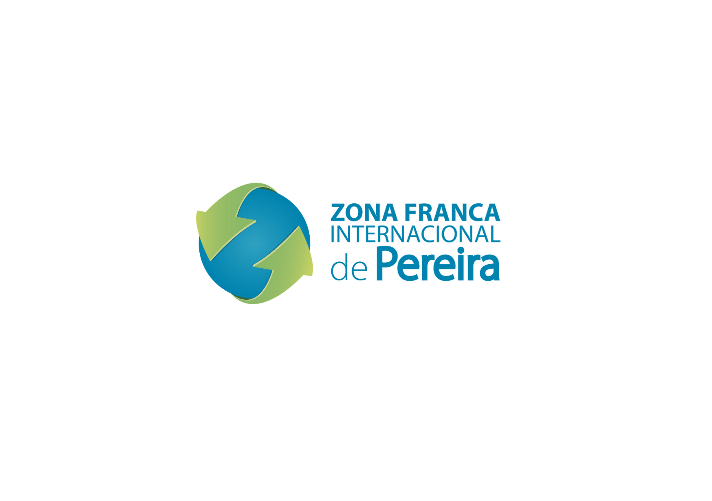 ZONA FRANCA
INTERNACIONAL
de Pereira